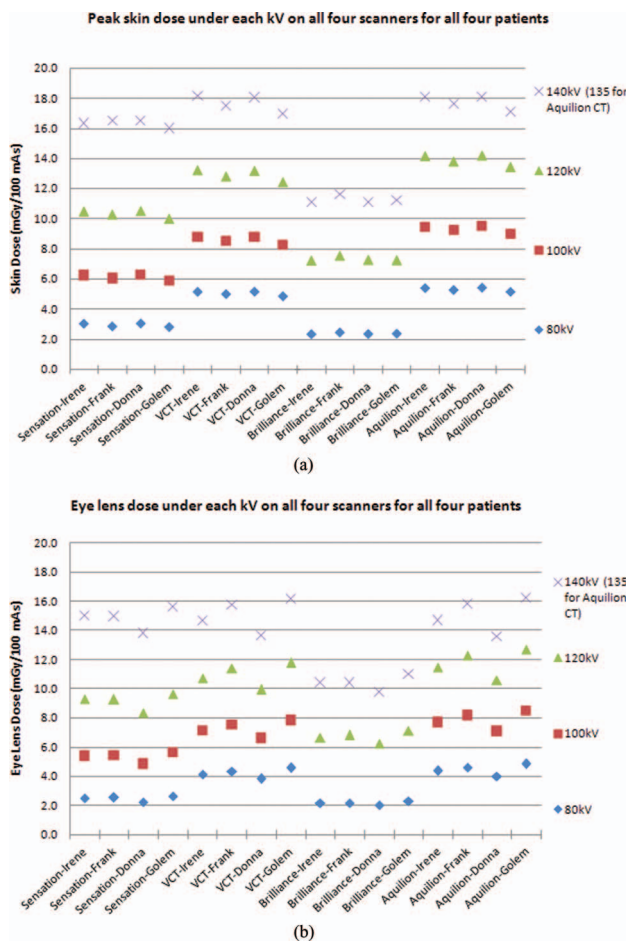 Peak skin dose under each kV on all four scanners for all four patients
20.0
18.0
16.0
14.0
12.0
10.0
8.0
6.0
4.0
2.0
0.0
Skin Dose (mGy/100 mAs)
140kV (135 for
Aquilion CT)
120kV
100kV
80kV
Sensation-Irene
Sensation-Frank
Sensation-Donna
Sensation-Golem
VCT-Irene
VCT-Frank
VCT-Donna
VCT-Golem
Brilliance-Irene
Brilliance-Frank
Brilliance-Donna
Brilliance-Golem
Aquilion-Irene
Aquilion-Frank
Aquilion-Donna
Aquilion-Golem
(a)
Eye lens dose under each kV on all four scanners for all four patients
20.0
18.0
16.0
14.0
12.0
10.0
8.0
6.0
4.0
2.0
0.0
Eye Lens Dose (mGy/100 mAs)
140kV (135
for Aquilion
CT)
120kV
100kV
80kV
Sensation-Irene
Sensation-Frank
Sensation-Donna
Sensation-Golem
VCT-Irene
VCT-Frank
VCT-Donna
VCT-Golem
Brilliance-Irene
Brilliance-Frank
Brilliance-Donna
Brilliance-Golem
Aquilion-Irene
Aquilion-Frank
Aquilion-Donna
Aquilion-Golem
(b)